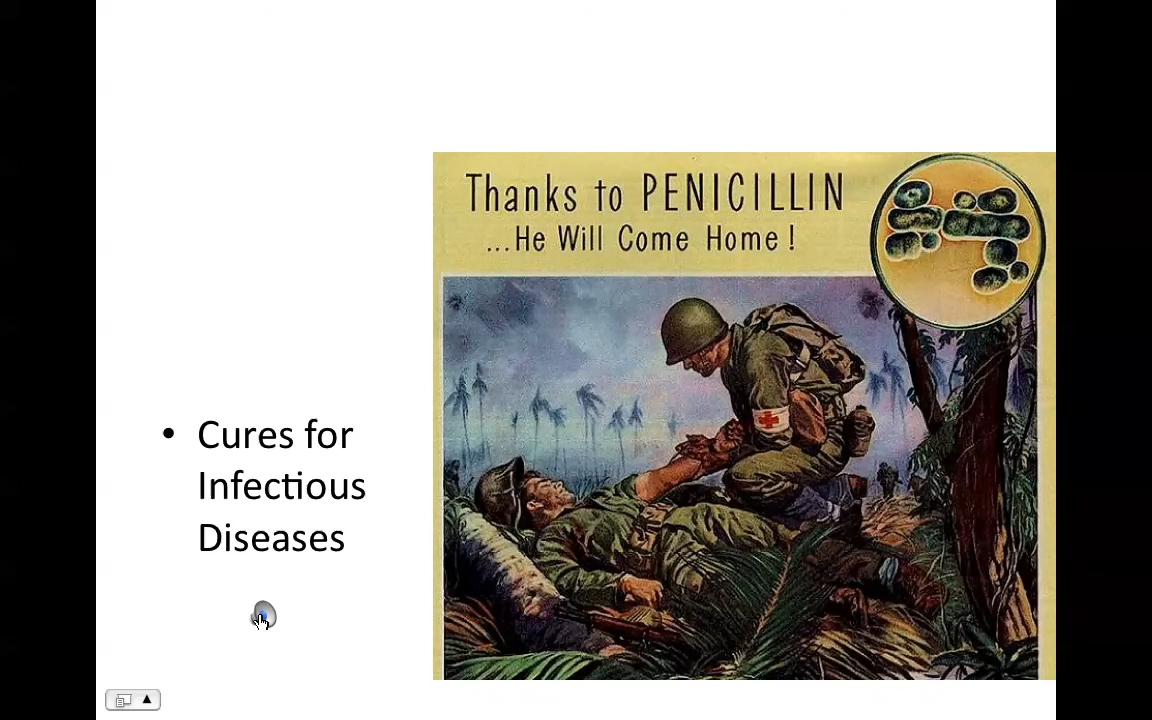 Thanks to PENICILLIN
...He Will Come Home!
• Cures for
Infectious
Diseases